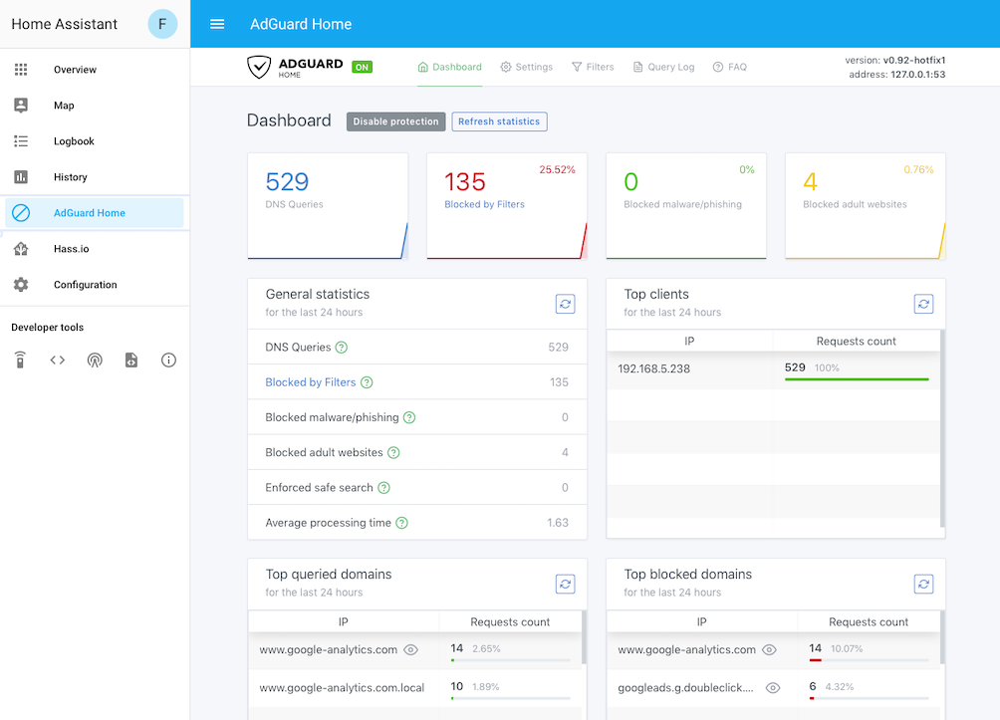 Home Assistant F
AdGuard Home
Overview
Map
Logbook
History
AdGuard Home
Hass.io
Configuration
Developer tools
ADGUARD ON
HOME
Dashboard Settings Filters Query Log FAQ
version: v0.92-hotfix1
address: 127.0.0.1:53
Dashboard Disable protection Refresh statistics
529
DNS Queries
25.52%
135
Blocked by Filters
0%
0
Blocked malware/phishing
0.76%
4
Blocked adult websites
General statistics
for the last 24 hours
DNS Queries 529
Blocked by Filters 135
Blocked malware/phishing 0
Blocked adult websites 4
Enforced safe search 0
Average processing time 1.63
Top clients
for the last 24 hours
IP Requests count
192.168.5.238 529 100%
Top queried domains
for the last 24 hours
IP Requests count
www.google-analytics.com 14 2.65%
www.google-analytics.com.local 10 1.89%
Top blocked domains
for the last 24 hours
IP Requests count
www.google-analytics.com 14 10.07%
googleads.g.doubleclick.... 6 4.32%